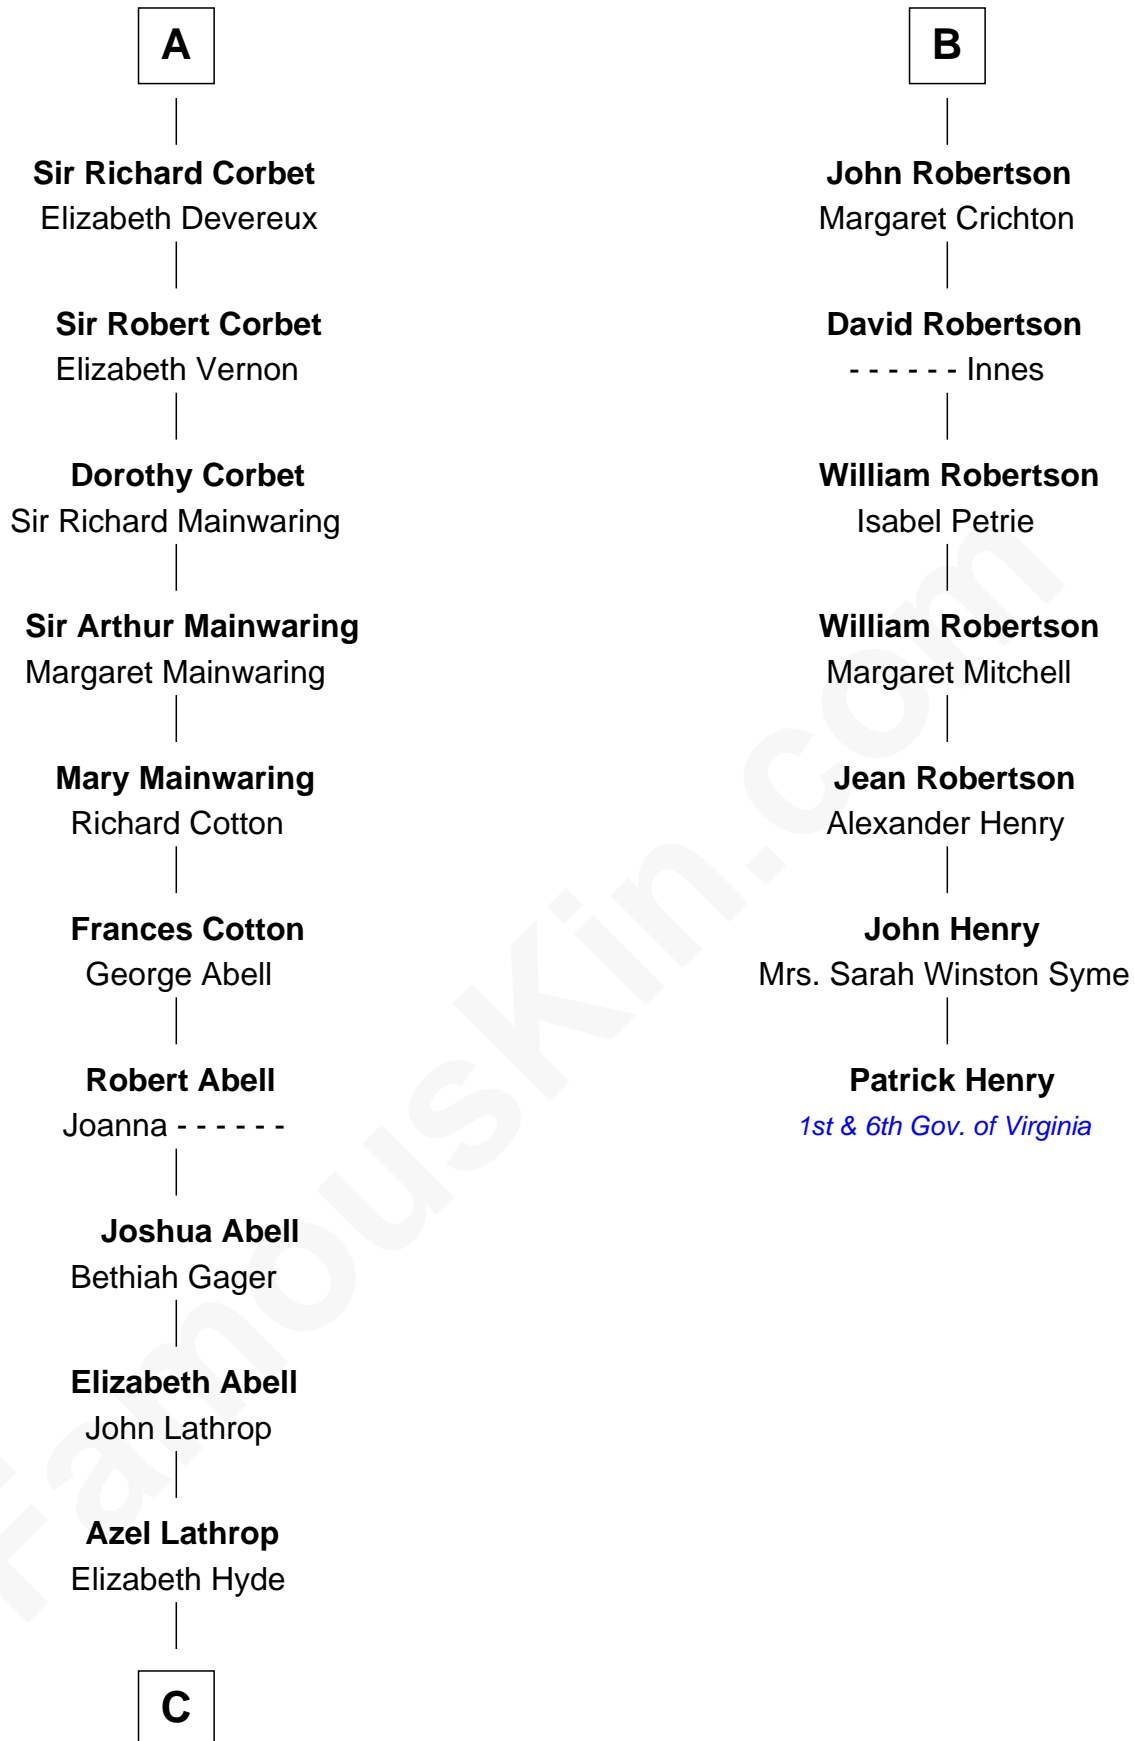 A
Sir Richard Corbet
Elizabeth Devereux
Sir Robert Corbet
Elizabeth Vernon
Dorothy Corbet
Sir Richard Mainwaring
Sir Arthur Mainwaring
Margaret Mainwaring
Mary Mainwaring
Richard Cotton
Frances Cotton
George Abell
Robert Abell
Joanna - - - - - -
Joshua Abell
Bethiah Gager
Elizabeth Abell
John Lathrop
Azel Lathrop
Elizabeth Hyde
C
B
John Robertson
Margaret Crichton
David Robertson
- - - - - - Innes
William Robertson
Isabel Petrie
William Robertson
Margaret Mitchell
Jean Robertson
Alexander Henry
John Henry
Mrs. Sarah Winston Syme
Patrick Henry
1st & 6th Gov. of Virginia
FamousKin.com